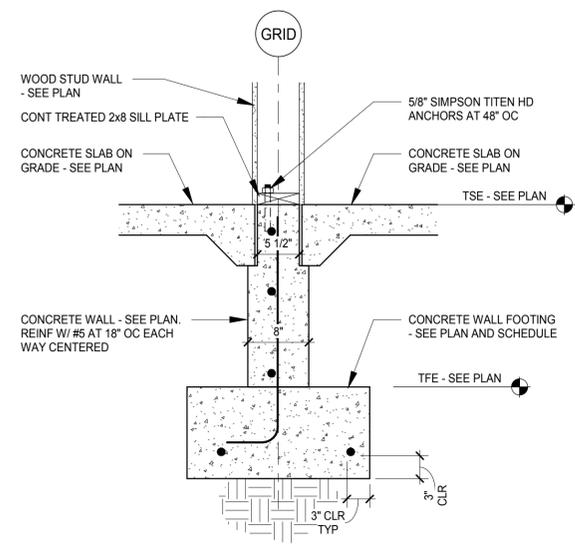 GRID
WOOD STUD WALL
- SEE PLAN
5/8" SIMPSON TITEN HD
ANCHORS AT 48" OC
CONT TREATED 2x8 SILL PLATE
CONCRETE SLAB ON
GRADE - SEE PLAN
CONCRETE SLAB ON
GRADE - SEE PLAN
TSE - SEE PLAN
5 1/2"
CONCRETE WALL - SEE PLAN.
REINF W/ #5 AT 18" OC EACH
WAY CENTERED
8"
CONCRETE WALL FOOTING
- SEE PLAN AND SCHEDULE
TFE - SEE PLAN
3"
CLR
3" CLR
TYP